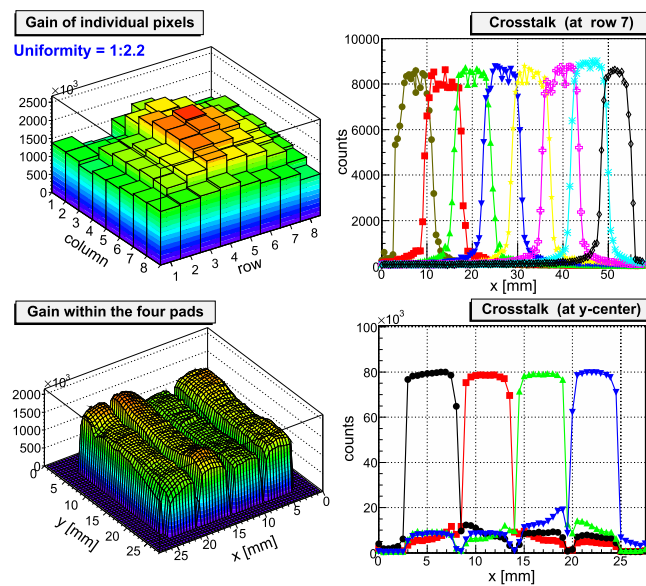 Gain of individual pixels
Uniformity = 1:2.2
×10³
2500
2000
1500
1000
500
0
1 2 3 4 5 6 7 8
column
1 2 3 4 5 6 7 8
row
Crosstalk (at row 7)
10000
8000
6000
4000
2000
0
counts
0 10 20 30 40 50
x [mm]
Gain within the four pads
×10³
2000
1500
1000
500
0
5 10 15 20 25
y [mm]
25 20 15 10 5 0
x [mm]
Crosstalk (at y-center)
×10³
100
80
60
40
20
0
counts
0 5 10 15 20 25
x [mm]